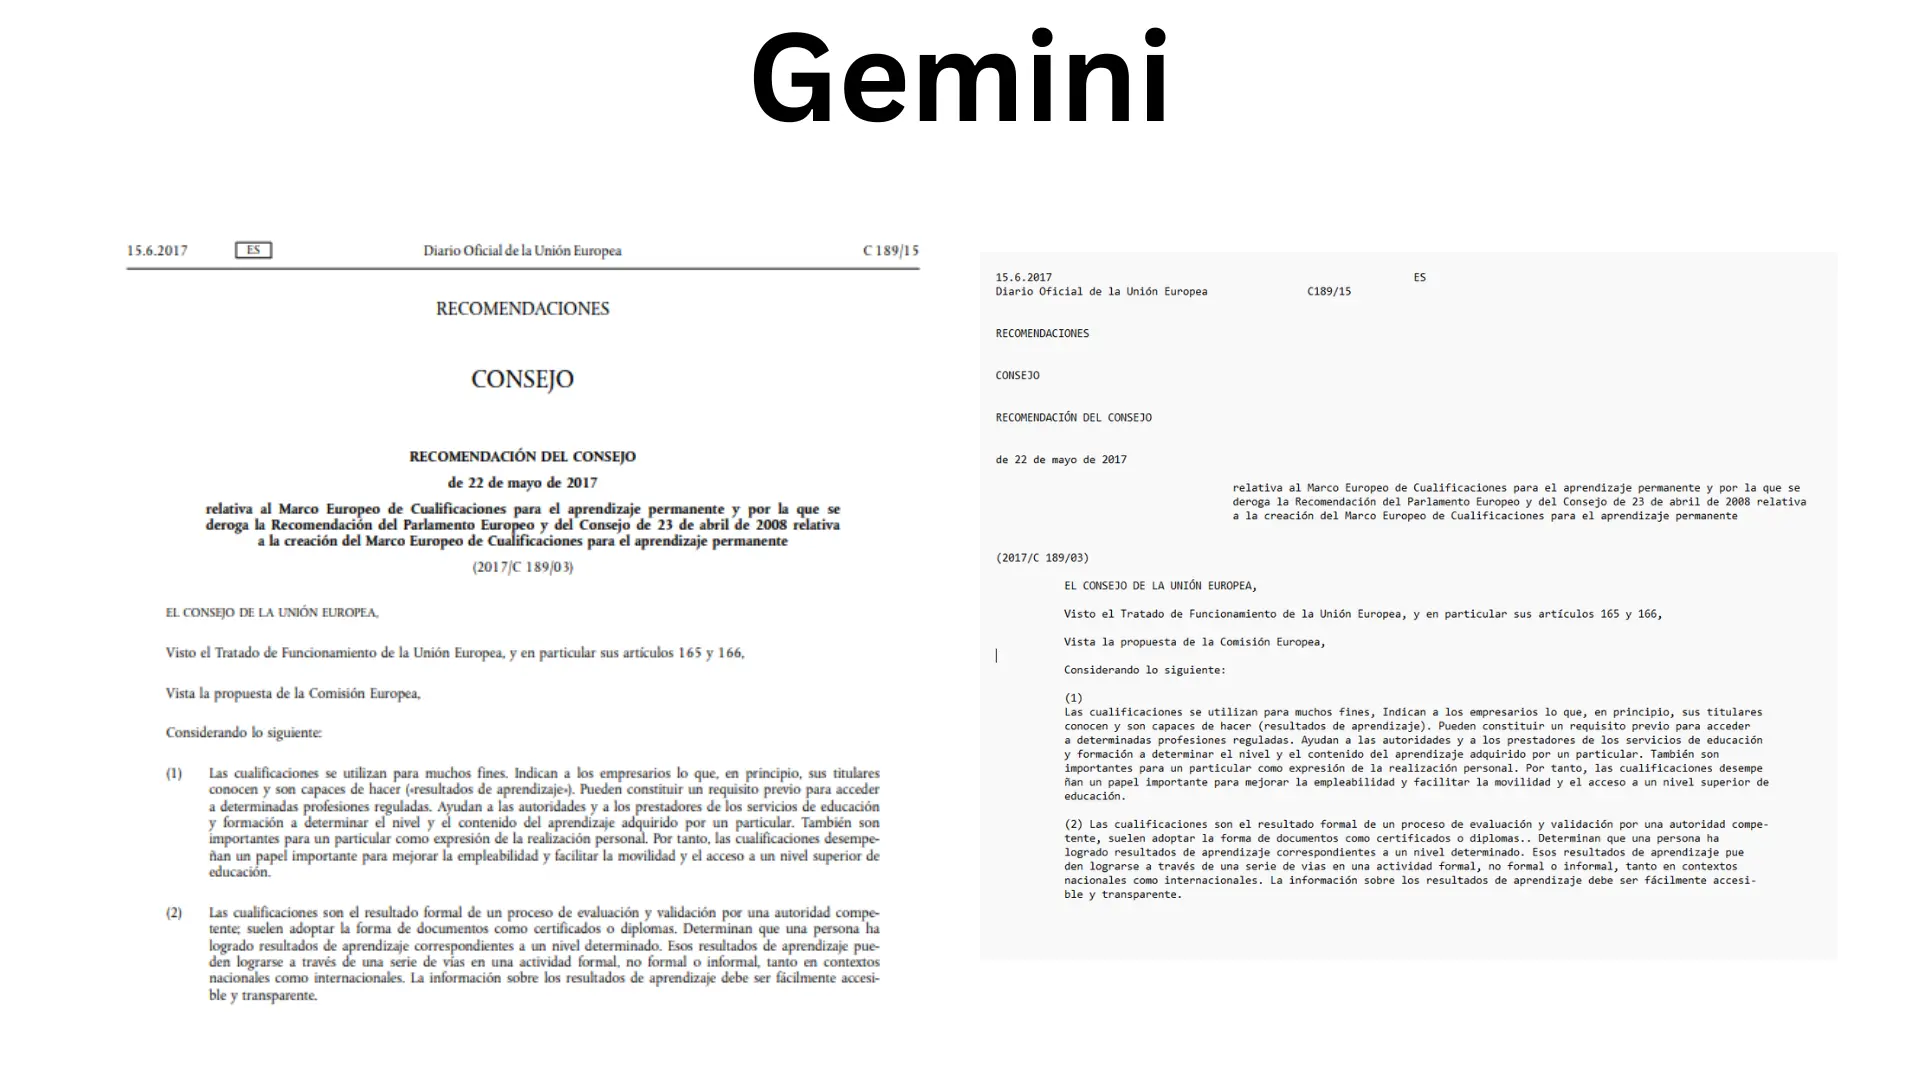 Gemini
15.6.2017 ES Diario Oficial de la Unión Europea C 189/15
RECOMENDACIONES
CONSEJO
RECOMENDACIÓN DEL CONSEJO
de 22 de mayo de 2017
relativa al Marco Europeo de Cualificaciones para el aprendizaje permanente y por la que se
deroga la Recomendación del Parlamento Europeo y del Consejo de 23 de abril de 2008 relativa
a la creación del Marco Europeo de Cualificaciones para el aprendizaje permanente
(2017/C 189/03)
EL CONSEJO DE LA UNIÓN EUROPEA,
Visto el Tratado de Funcionamiento de la Unión Europea, y en particular sus artículos 165 y 166,
Vista la propuesta de la Comisión Europea,
Considerando lo siguiente:
(1) Las cualificaciones se utilizan para muchos fines. Indican a los empresarios lo que, en principio, sus titulares
conocen y son capaces de hacer («resultados de aprendizaje»). Pueden constituir un requisito previo para acceder
a determinadas profesiones reguladas. Ayudan a las autoridades y a los prestadores de los servicios de educación
y formación a determinar el nivel y el contenido del aprendizaje adquirido por un particular. También son
importantes para un particular como expresión de la realización personal. Por tanto, las cualificaciones desempe-
ñan un papel importante para mejorar la empleabilidad y facilitar la movilidad y el acceso a un nivel superior de
educación.
(2) Las cualificaciones son el resultado formal de un proceso de evaluación y validación por una autoridad compe-
tente; suelen adoptar la forma de documentos como certificados o diplomas. Determinan que una persona ha
logrado resultados de aprendizaje correspondientes a un nivel determinado. Esos resultados de aprendizaje pue-
den lograrse a través de una serie de vías en una actividad formal, no formal o informal, tanto en contextos
nacionales como internacionales. La información sobre los resultados de aprendizaje debe ser fácilmente accesi-
ble y transparente.
15.6.2017 ES
Diario Oficial de la Unión Europea C189/15
RECOMENDACIONES
CONSEJO
RECOMENDACIÓN DEL CONSEJO
de 22 de mayo de 2017
relativa al Marco Europeo de Cualificaciones para el aprendizaje permanente y por la que se
deroga la Recomendación del Parlamento Europeo y del Consejo de 23 de abril de 2008 relativa
a la creación del Marco Europeo de Cualificaciones para el aprendizaje permanente
(2017/C 189/03)
EL CONSEJO DE LA UNIÓN EUROPEA,
Visto el Tratado de Funcionamiento de la Unión Europea, y en particular sus artículos 165 y 166,
Vista la propuesta de la Comisión Europea,
Considerando lo siguiente:
(1)
Las cualificaciones se utilizan para muchos fines, Indican a los empresarios lo que, en principio, sus titulares
conocen y son capaces de hacer (resultados de aprendizaje). Pueden constituir un requisito previo para acceder
a determinadas profesiones reguladas. Ayudan a las autoridades y a los prestadores de los servicios de educación
y formación a determinar el nivel y el contenido del aprendizaje adquirido por un particular. También son
importantes para un particular como expresión de la realización personal. Por tanto, las cualificaciones desempe
ñan un papel importante para mejorar la empleabilidad y facilitar la movilidad y el acceso a un nivel superior de
educación.
(2) Las cualificaciones son el resultado formal de un proceso de evaluación y validación por una autoridad compe-
tente, suelen adoptar la forma de documentos como certificados o diplomas.. Determinan que una persona ha
logrado resultados de aprendizaje correspondientes a un nivel determinado. Esos resultados de aprendizaje pue
den lograrse a través de una serie de vias en una actividad formal, no formal o informal, tanto en contextos
nacionales como internacionales. La información sobre los resultados de aprendizaje debe ser fácilmente accesi-
ble y transparente.